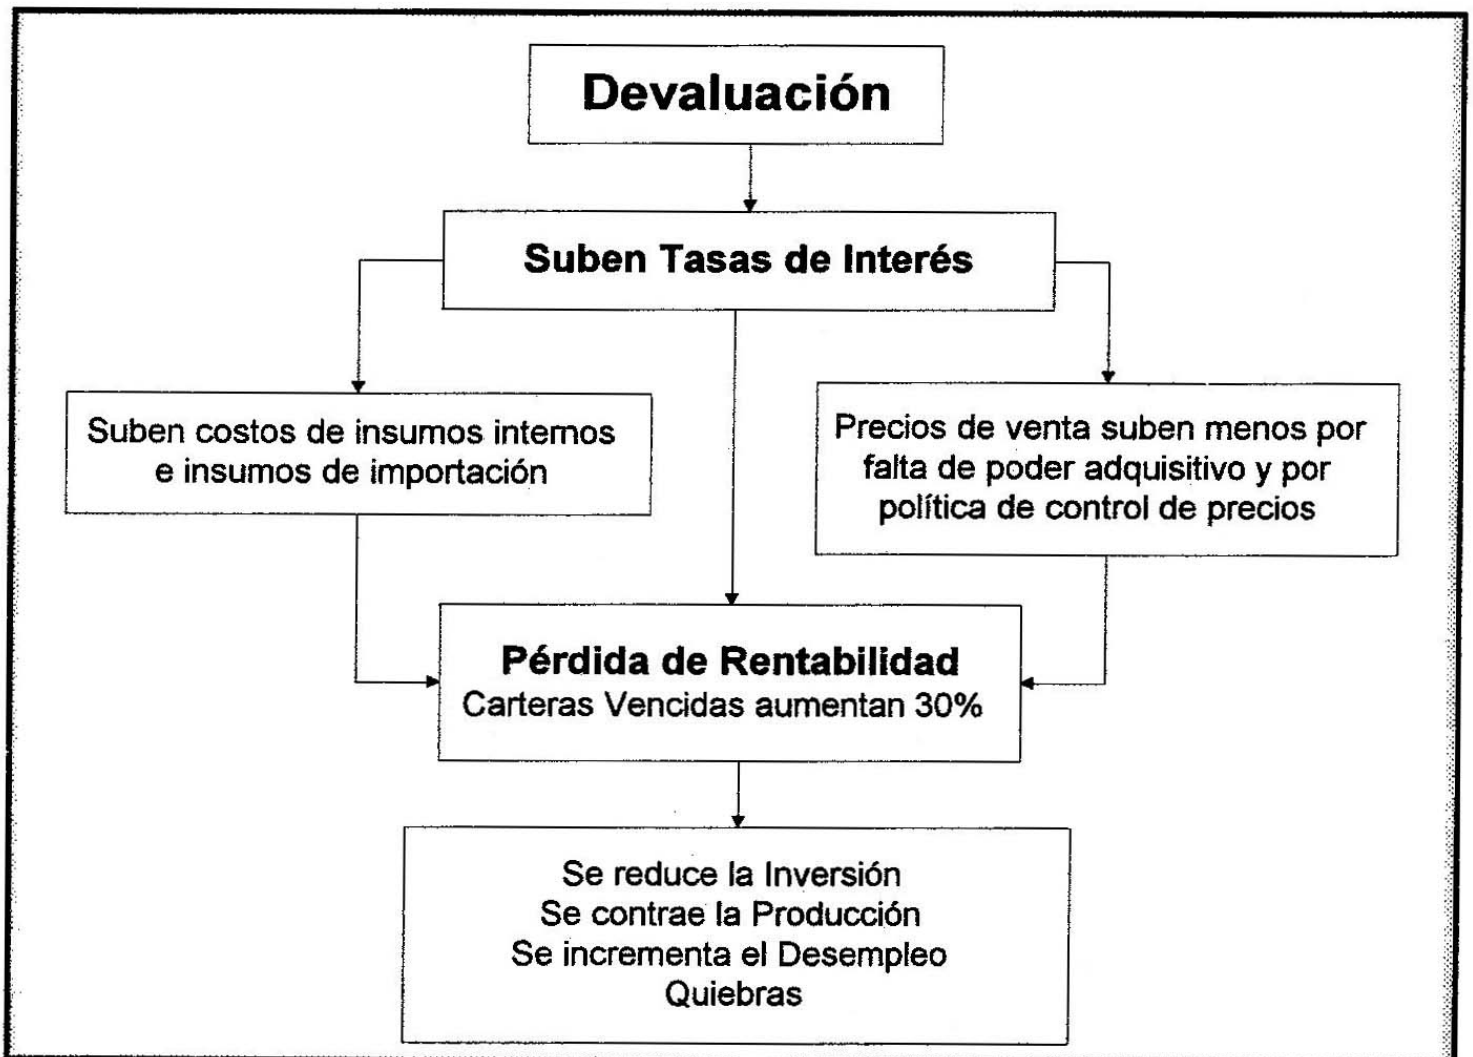 Devaluación
Suben Tasas de Interés
Suben costos de insumos internos
e insumos de importación
Precios de venta suben menos por
falta de poder adquisitivo y por
política de control de precios
Pérdida de Rentabilidad
Carteras Vencidas aumentan 30%
Se reduce la Inversión
Se contrae la Producción
Se incrementa el Desempleo
Quiebras